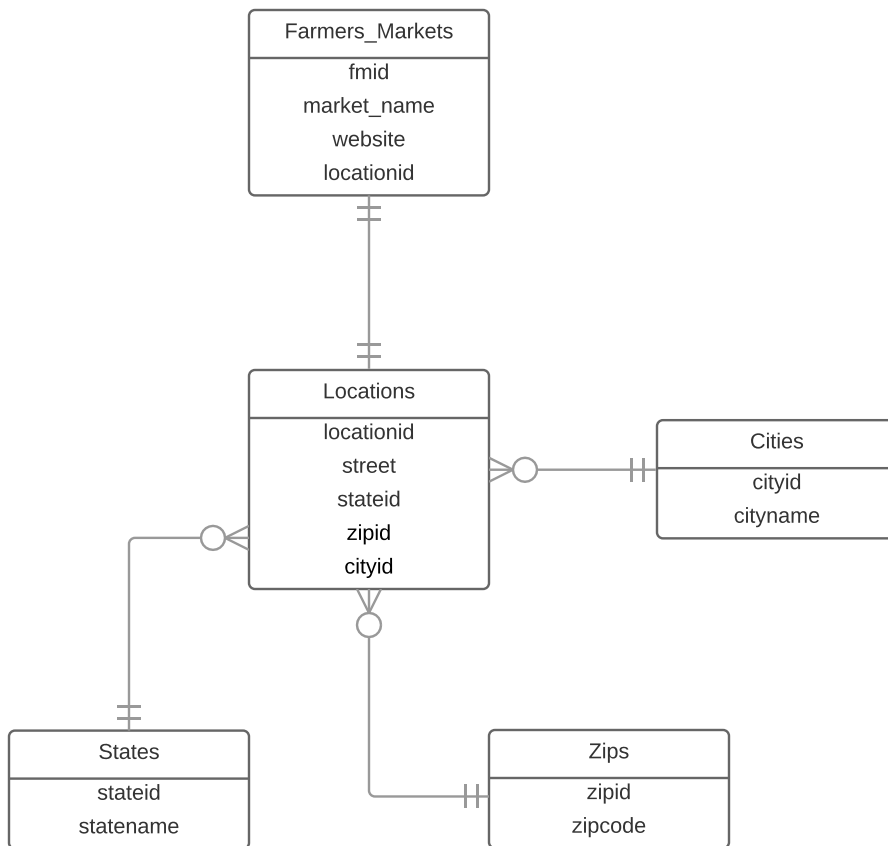 Farmers_Markets
fmid
market_name
website
locationid
Locations
locationid
street
stateid
zipid
cityid
Cities
cityid
cityname
States
stateid
statename
Zips
zipid
zipcode